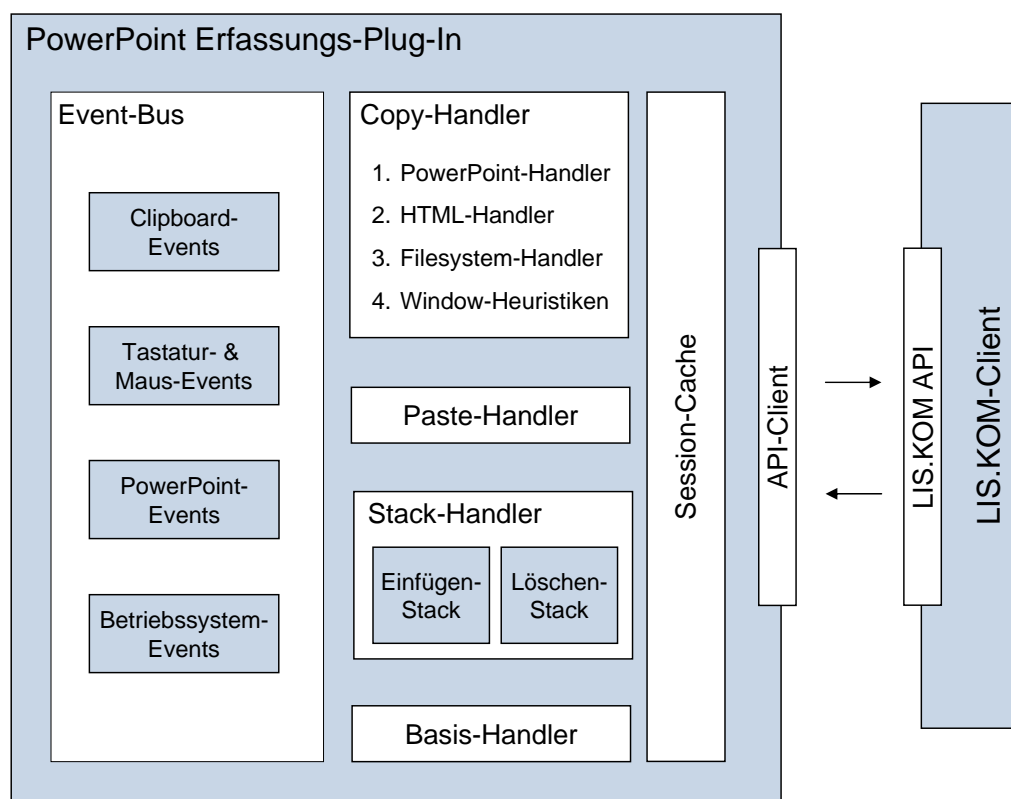 PowerPoint Erfassungs-Plug-In
Event-Bus
Clipboard-
Events
Tastatur- &
Maus-Events
PowerPoint-
Events
Betriebssystem-
Events
Copy-Handler
1. PowerPoint-Handler
2. HTML-Handler
3. Filesystem-Handler
4. Window-Heuristiken
Paste-Handler
Stack-Handler
Einfügen-
Stack
Löschen-
Stack
Basis-Handler
Session-Cache
API-Client
LIS.KOM API
LIS.KOM-Client